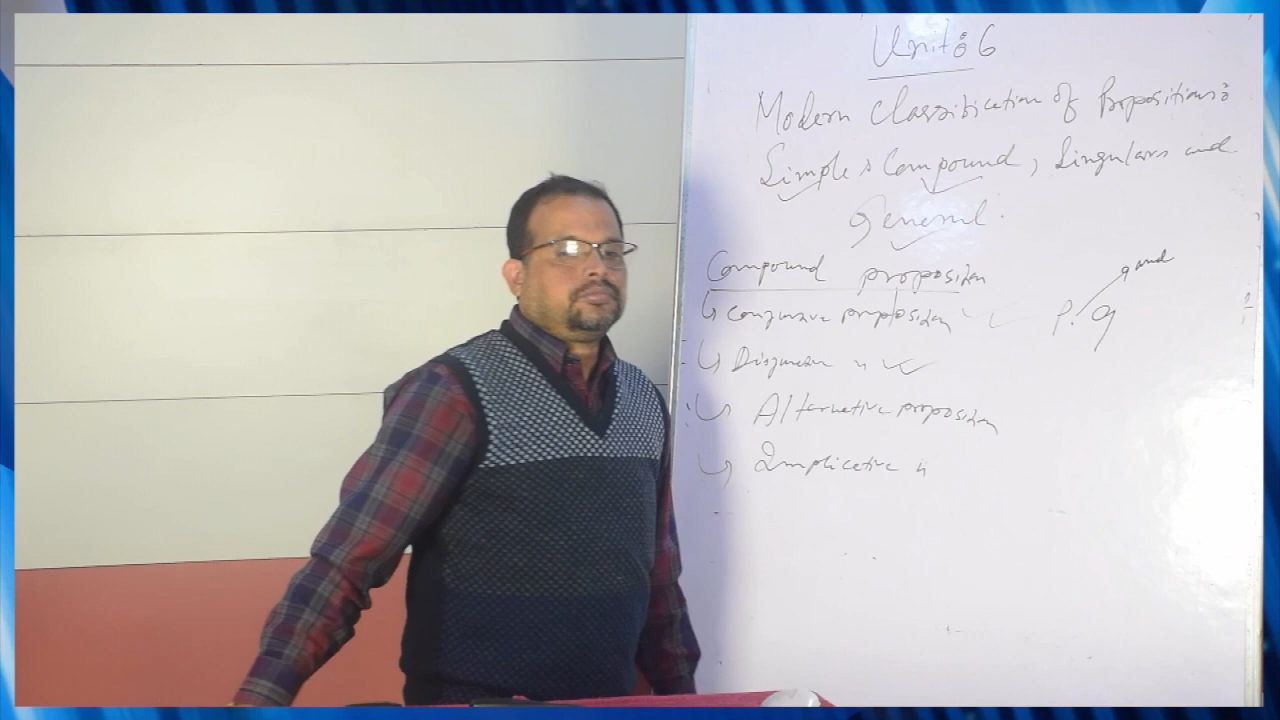 Unit: 6
Modern Classification of Propositions:
Simple & Compound, Singulars and
General.
Compound proposition
and
↳ conjunctive proposition P. q
↳ Disjunctive "
↳ Alternative proposition
↳ Implicative "